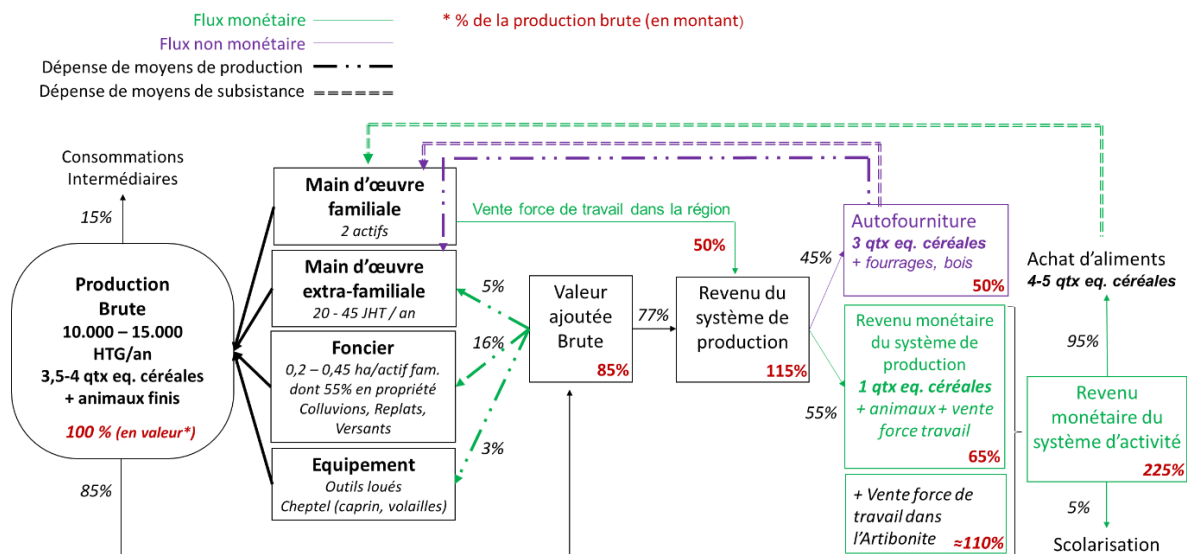 Flux monétaire
* % de la production brute (en montant)
Flux non monétaire
Dépense de moyens de production
Dépense de moyens de subsistance
Consommations
Intermédiaires
15%
Production
Brute
10.000 – 15.000
HTG/an
3,5-4 qtx eq. céréales
+ animaux finis
100 % (en valeur*)
85%
Main d'œuvre
familiale
2 actifs
Main d'œuvre
extra-familiale
20 - 45 JHT / an
Foncier
0,2 – 0,45 ha/actif fam.
dont 55% en propriété
Colluvions, Replats,
Versants
Equipement
Outils loués
Cheptel (caprin, volailles)
Vente force de travail dans la région
50%
5%
16%
3%
Valeur
ajoutée
Brute
85%
77%
Revenu du
système de
production
115%
45%
55%
Autofourniture
3 qtx eq. céréales
+ fourrages, bois
50%
Revenu monétaire
du système de
production
1 qtx eq. céréales
+ animaux + vente
force travail
65%
+ Vente force de
travail dans
l'Artibonite
≈110%
Achat d'aliments
4-5 qtx eq. céréales
95%
Revenu
monétaire du
système d'activité
225%
5%
Scolarisation